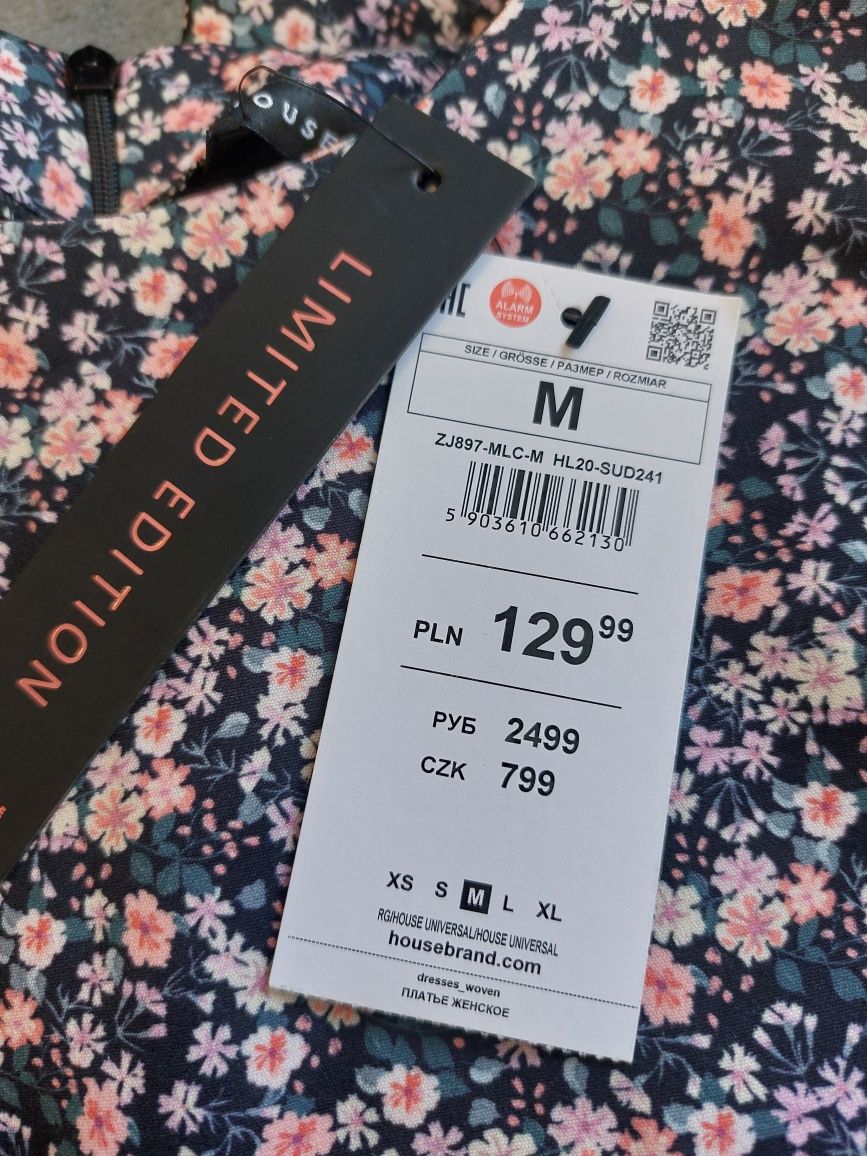 HOUSE
LIMITED EDITION
ALARM
SYSTEM
SIZE / GRÖSSE / РАЗМЕР / ROZMIAR
M
ZJ897-MLC-M HL20-SUD241
5 903610 662130
PLN 129 99
РУБ 2499
CZK 799
XS S M L XL
RG/HOUSE UNIVERSAL/HOUSE UNIVERSAL
housebrand.com
dresses_woven
ПЛАТЬЕ ЖЕНСКОЕ